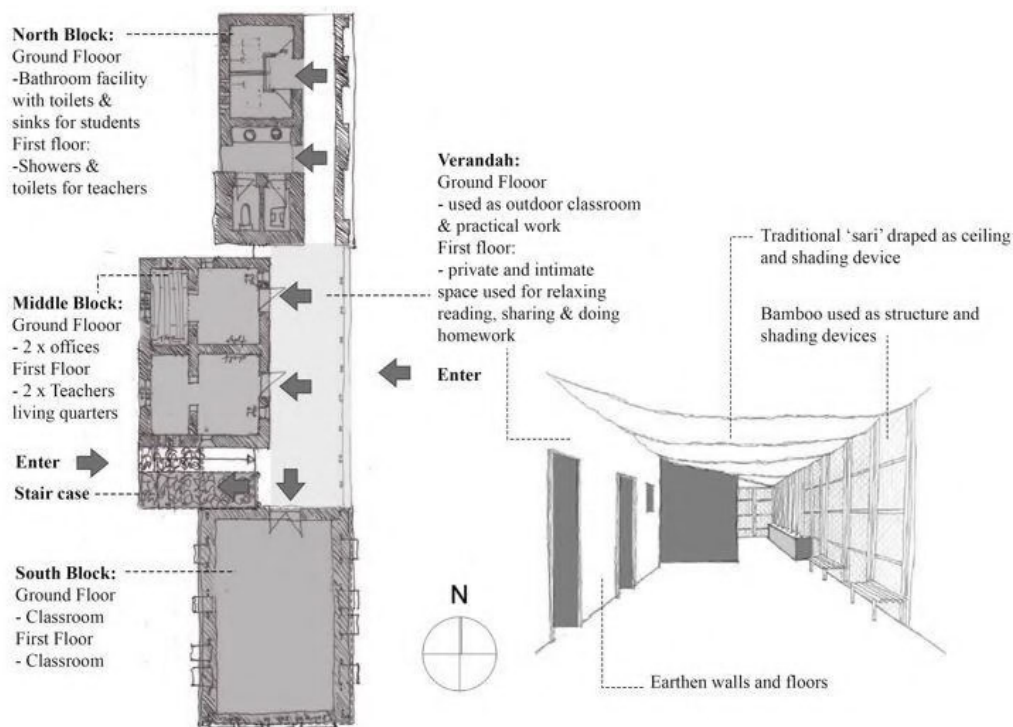 North Block:
Ground Flooor
-Bathroom facility
with toilets &
sinks for students
First floor:
-Showers &
toilets for teachers
Middle Block:
Ground Flooor
- 2 x offices
First Floor
- 2 x Teachers
living quarters
Enter
Stair case
South Block:
Ground Floor
- Classroom
First Floor
- Classroom
Verandah:
Ground Flooor
- used as outdoor classroom
& practical work
First floor:
- private and intimate
space used for relaxing
reading, sharing & doing
homework
Enter
N
Traditional ‘sari’ draped as ceiling
and shading device
Bamboo used as structure and
shading devices
Earthen walls and floors